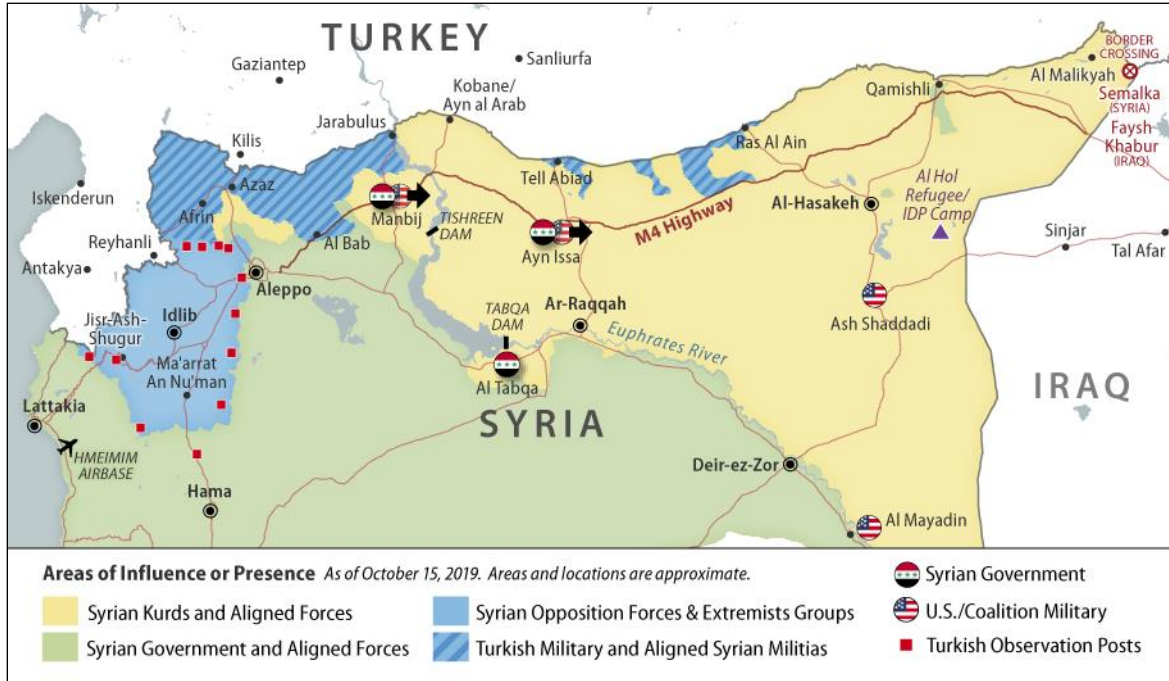 TURKEY
Gaziantep
Sanliurfa
Kobane/
Ayn al Arab
BORDER
CROSSING
Al Malikyah
Qamishli
Semalka
(SYRIA)
Faysh
Khabur
(IRAQ)
Jarabulus
Kilis
Ras Al Ain
Tell Abiad
Iskenderun
Azaz
Afrin
Manbij
TISHREEN
DAM
M4 Highway
Al-Hasakeh
Al Hol
Refugee/
IDP Camp
Reyhanli
Al Bab
Ayn Issa
Sinjar
Tal Afar
Antakya
Aleppo
Idlib
Jisr-Ash-
Shugur
TABQA
DAM
Ar-Raqqah
Euphrates River
Ash Shaddadi
Ma'arrat
An Nu'man
Al Tabqa
IRAQ
Lattakia
SYRIA
HMEIMIM
AIRBASE
Deir-ez-Zor
Hama
Al Mayadin
Areas of Influence or Presence As of October 15, 2019. Areas and locations are approximate.
Syrian Kurds and Aligned Forces
Syrian Government and Aligned Forces
Syrian Opposition Forces & Extremists Groups
Turkish Military and Aligned Syrian Militias
Syrian Government
U.S./Coalition Military
Turkish Observation Posts